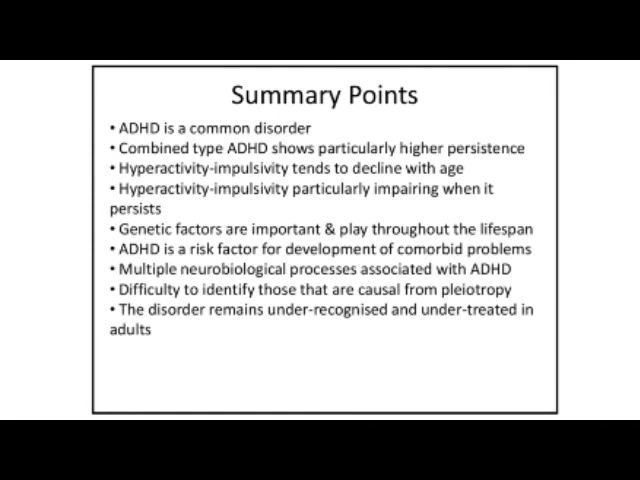 Summary Points
• ADHD is a common disorder
• Combined type ADHD shows particularly higher persistence
• Hyperactivity-impulsivity tends to decline with age
• Hyperactivity-impulsivity particularly impairing when it
persists
• Genetic factors are important & play throughout the lifespan
• ADHD is a risk factor for development of comorbid problems
• Multiple neurobiological processes associated with ADHD
• Difficulty to identify those that are causal from pleiotropy
• The disorder remains under-recognised and under-treated in
adults